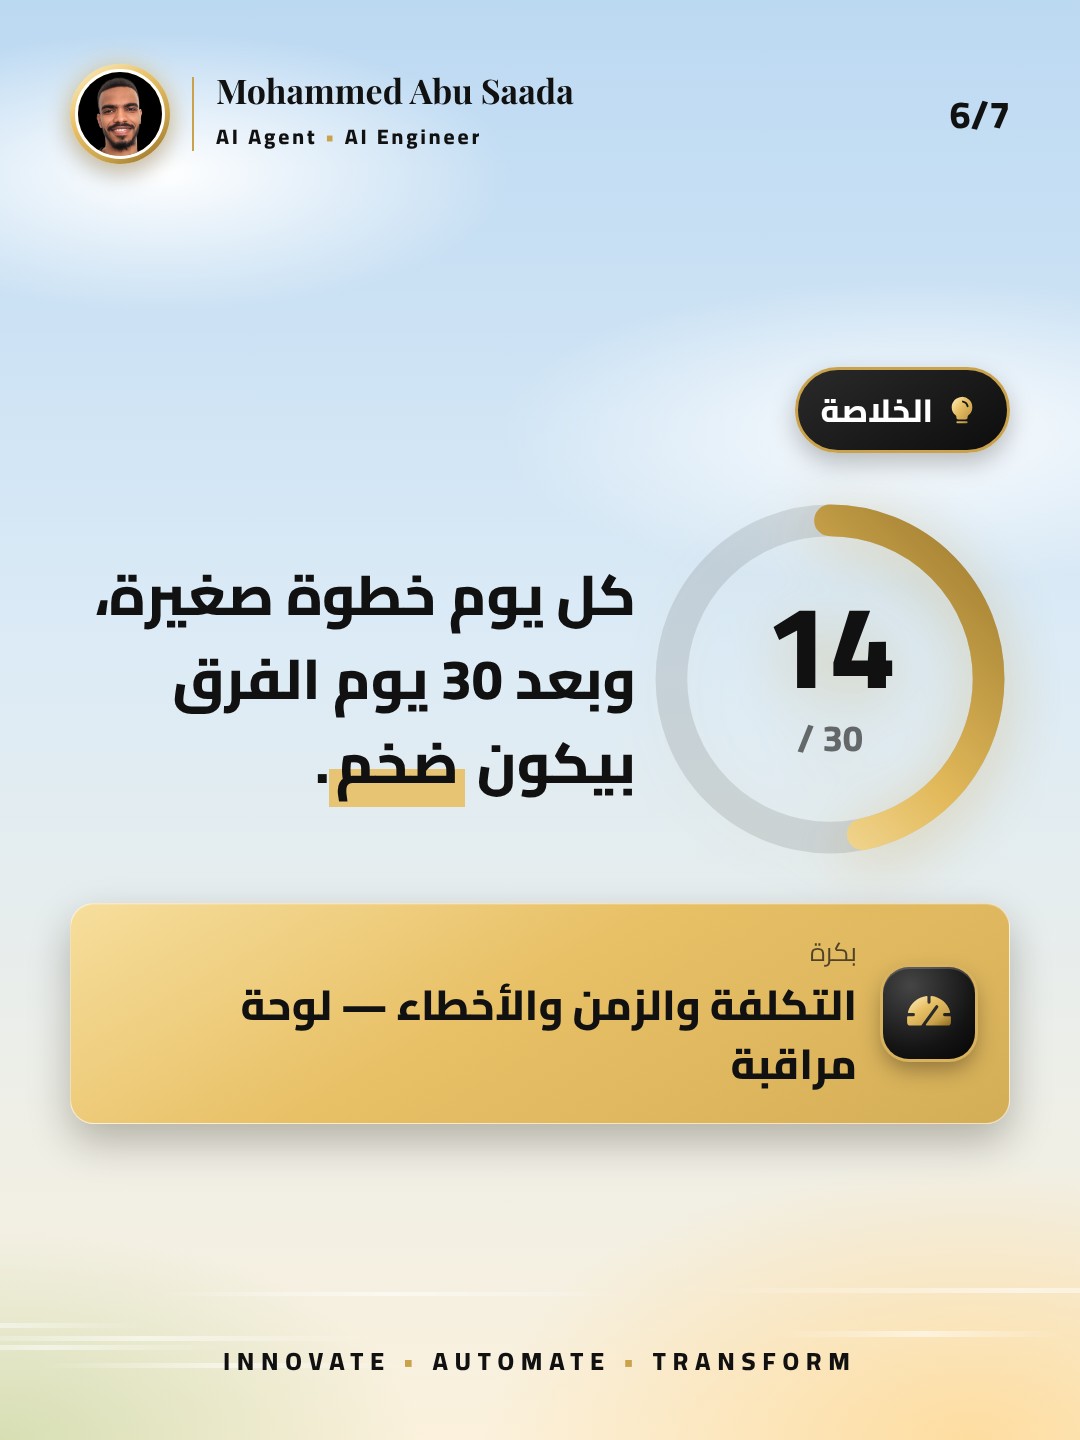 Mohammed Abu Saada
AI Agent ▪ AI Engineer
6/7
الخلاصة
14
/ 30
كل يوم خطوة صغيرة،
وبعد 30 يوم الفرق
بيكون ضخم.
بكرة
التكلفة والزمن والأخطاء — لوحة
مراقبة
INNOVATE ▪ AUTOMATE ▪ TRANSFORM